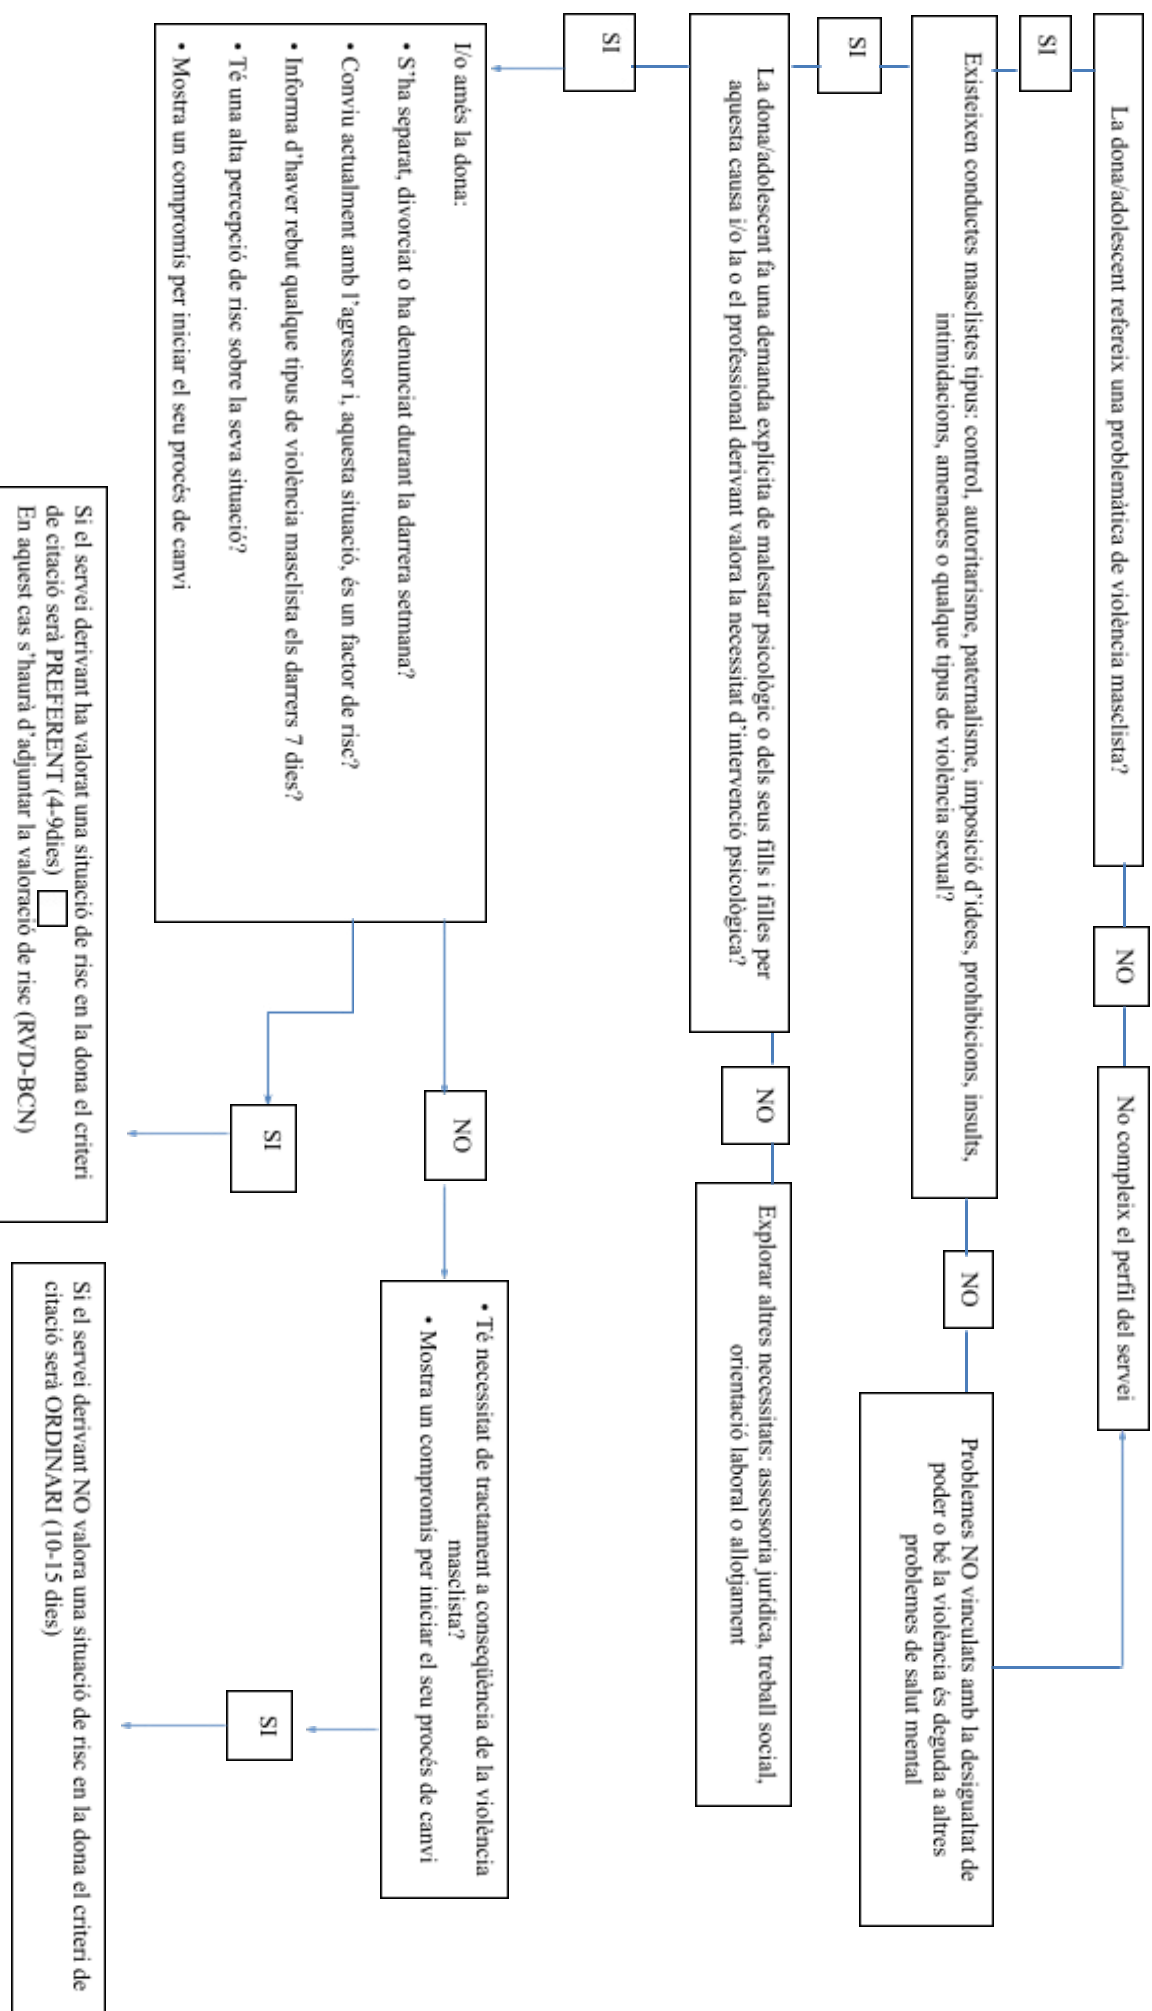 La dona/adolescent refereix una problemàtica de violència masclista?
NO
No compleix el perfil del servei
SI
Existeixen conductes masclistes tipus: control, autoritarisme, paternalisme, imposició d'idees, prohibicions, insults,
intimidacions, amenaces o qualque tipus de violència sexual?
NO
Problemes NO vinculats amb la desigualtat de
poder o bé la violència és deguda a altres
problemes de salut mental
SI
La dona/adolescent fa una demanda explícita de malestar psicològic o dels seus fills i filles per
aquesta causa i/o la o el professional derivant valora la necessitat d'intervenció psicològica?
NO
Explorar altres necessitats: assessoria jurídica, treball social,
orientació laboral o allotjament
SI
I/o amés la dona:
• S'ha separat, divorciat o ha denunciat durant la darrera setmana?
• Conviu actualment amb l'agressor i, aquesta situació, és un factor de risc?
• Informa d'haver rebut qualque tipus de violència masclista els darrers 7 dies?
• Té una alta percepció de risc sobre la seva situació?
• Mostra un compromís per iniciar el seu procés de canvi
NO
• Té necessitat de tractament a conseqüència de la violència
masclista?
• Mostra un compromís per iniciar el seu procés de canvi
SI
SI
Si el servei derivant ha valorat una situació de risc en la dona el criteri
de citació serà PREFERENT (4-9dies)
En aquest cas s'haurà d'adjuntar la valoració de risc (RVD-BCN)
Si el servei derivant NO valora una situació de risc en la dona el criteri de
citació serà ORDINARI (10-15 dies)